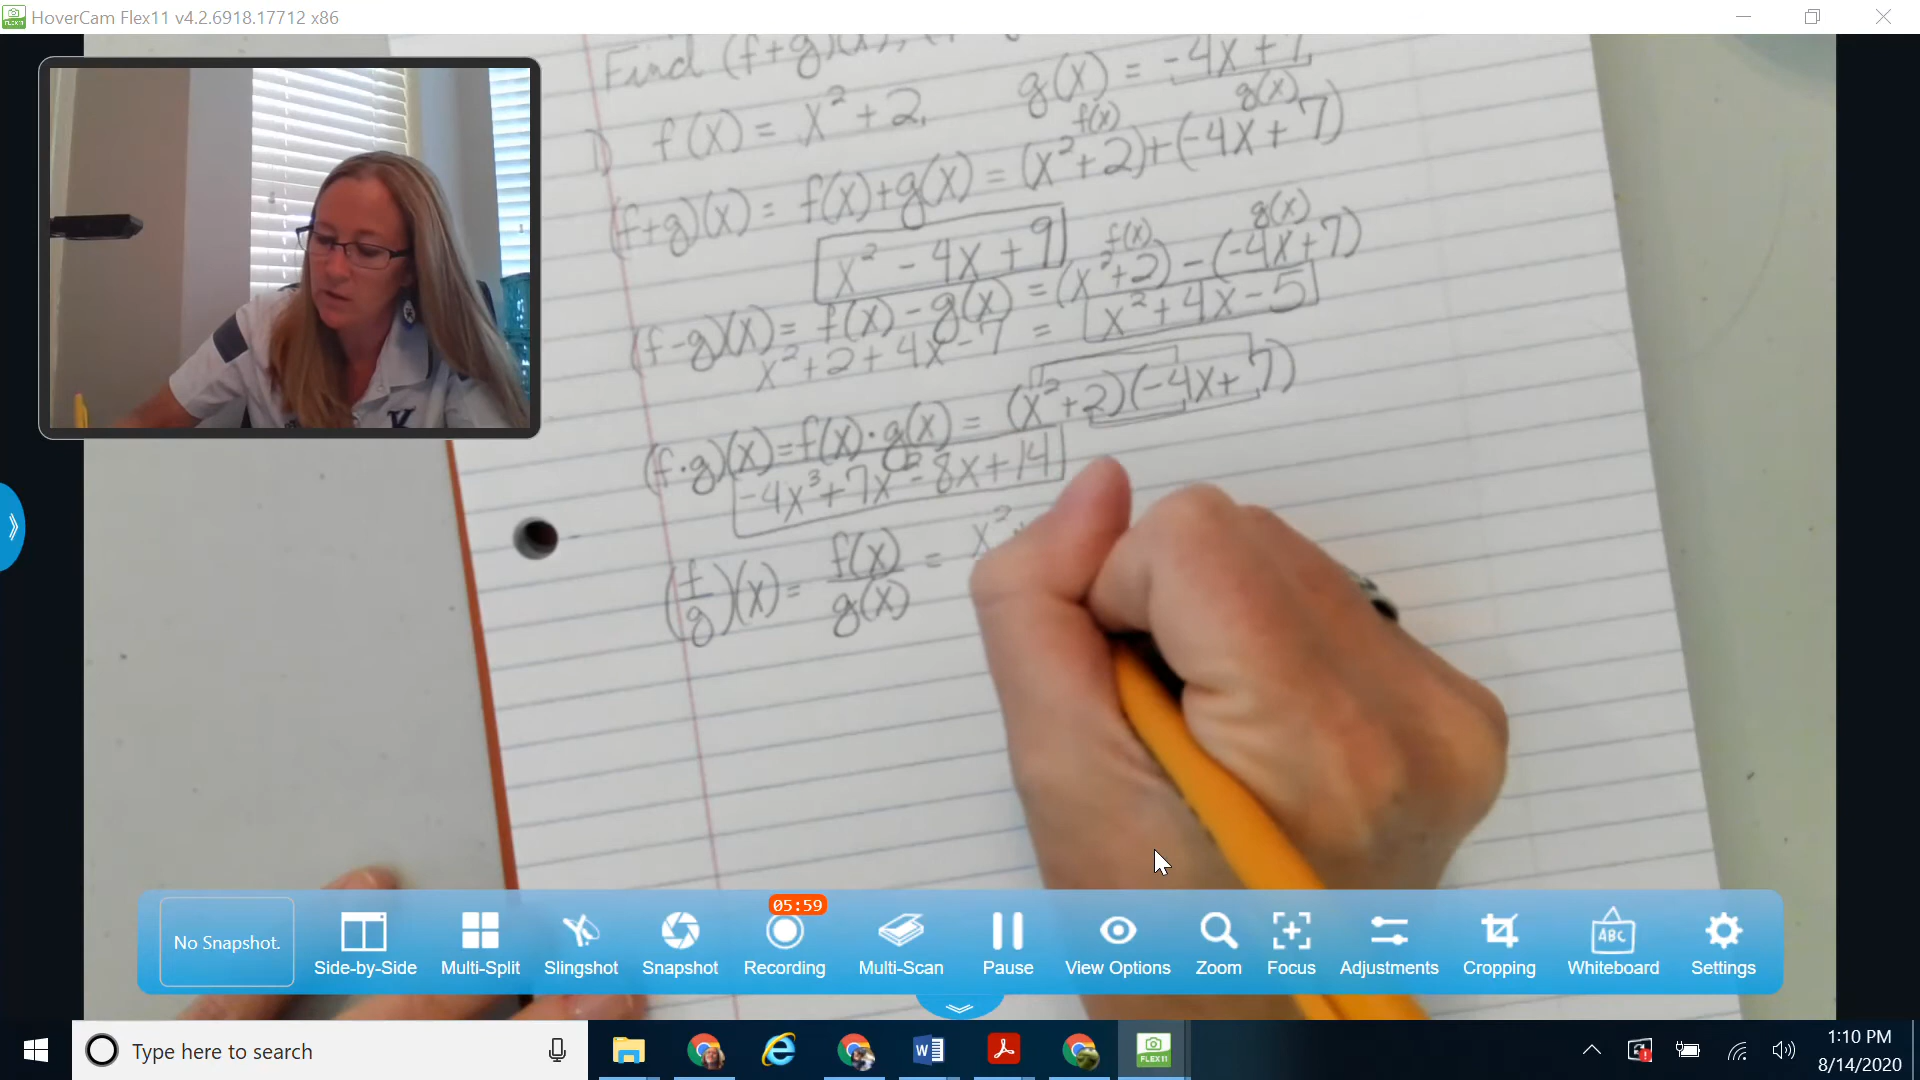 HoverCam Flex11 v4.2.6918.17712 x86
Find (f+g)(x),
1) f(x) = x² + 2, g(x) = -4x + 7
f(x) g(x)
(f+g)(x) = f(x)+g(x) = (x²+2)+(-4x+7)
x² - 4x + 9
f(x) g(x)
(f-g)(x) = f(x) - g(x) = (x²+2) - (-4x+7)
x²+2+4x-7 = x²+4x-5
(f·g)(x)=f(x)·g(x) = (x²+2)(-4x+7)
-4x³+7x²-8x+14
(f/g)(x) = f(x)/g(x) = x²
05:59
No Snapshot.
Side-by-Side Multi-Split Slingshot Snapshot Recording Multi-Scan Pause View Options Zoom Focus Adjustments Cropping Whiteboard Settings
ABC
Type here to search
FLEX11
1:10 PM
8/14/2020